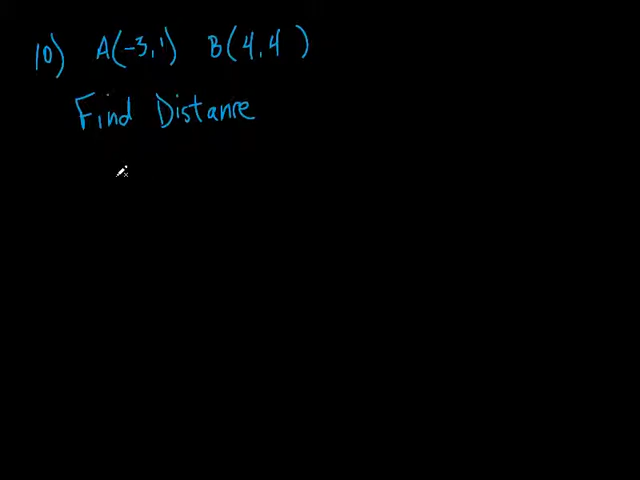 10) A(-3,1) B(4,4)
Find Distance